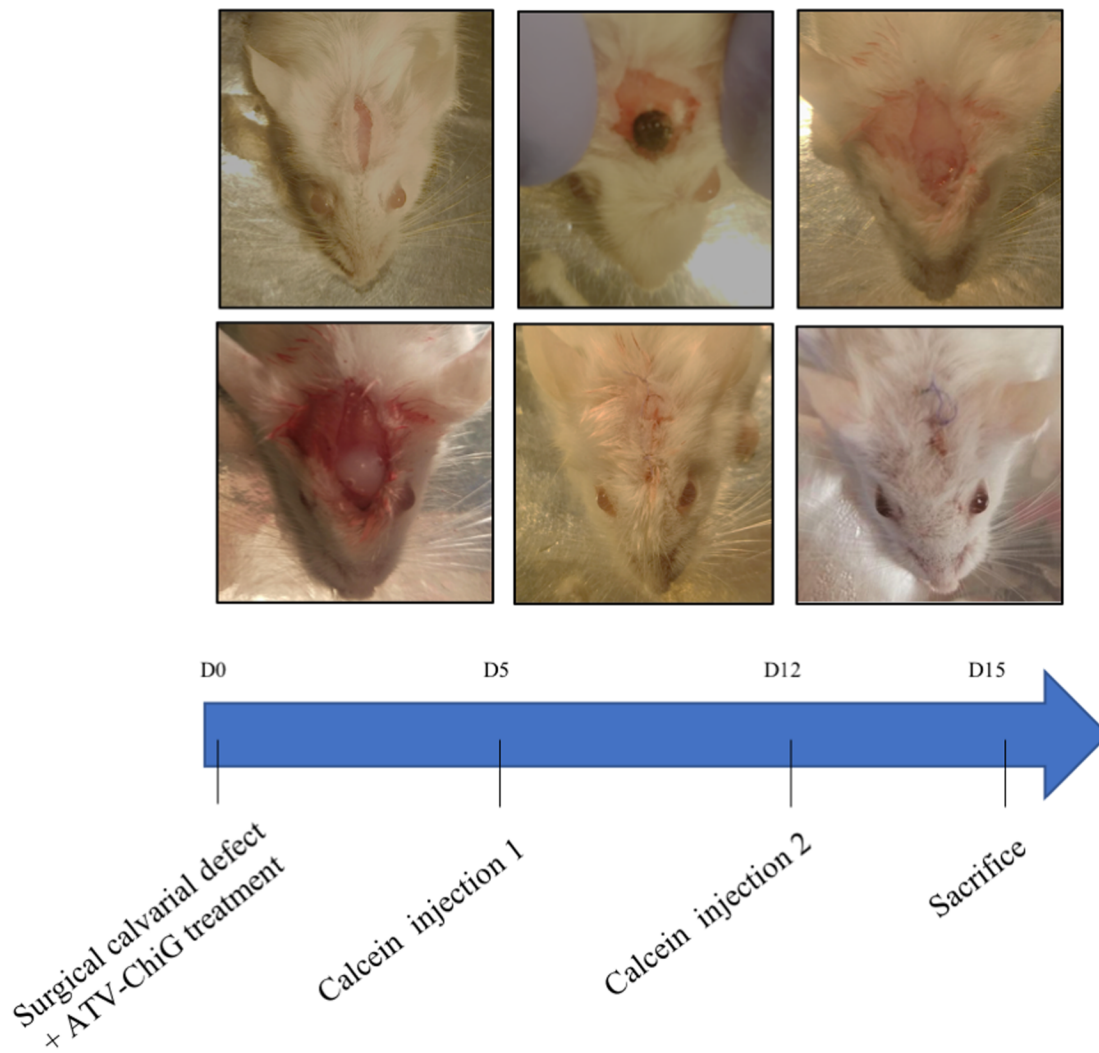 D0
D5
D12
D15
Surgical calvarial defect
+ ATV-ChiG treatment
Calcein injection 1
Calcein injection 2
Sacrifice